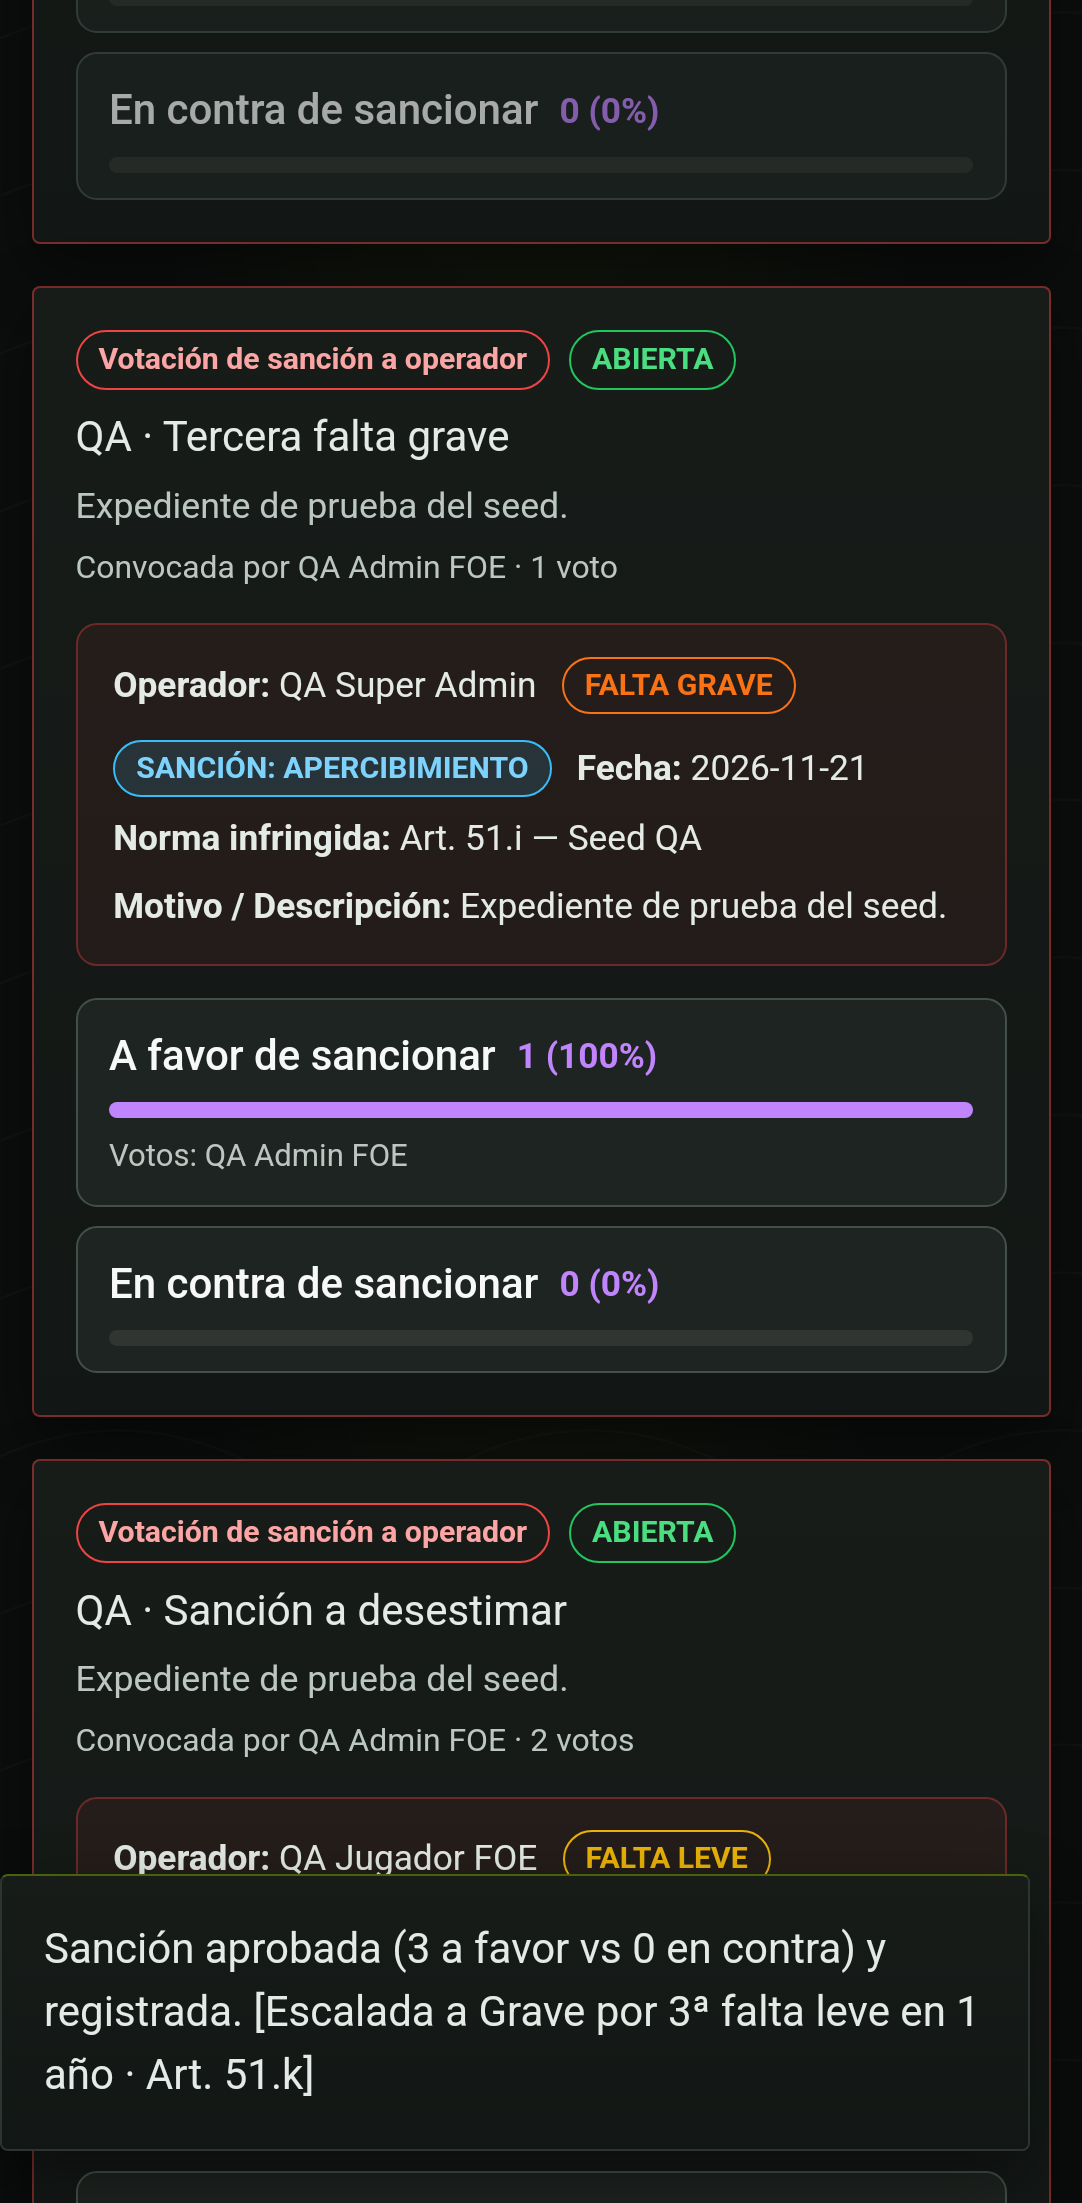 En contra de sancionar 0 (0%)
Votación de sanción a operador ABIERTA
QA · Tercera falta grave
Expediente de prueba del seed.
Convocada por QA Admin FOE · 1 voto
Operador: QA Super Admin FALTA GRAVE
SANCIÓN: APERCIBIMIENTO Fecha: 2026-11-21
Norma infringida: Art. 51.i — Seed QA
Motivo / Descripción: Expediente de prueba del seed.
A favor de sancionar 1 (100%)
Votos: QA Admin FOE
En contra de sancionar 0 (0%)
Votación de sanción a operador ABIERTA
QA · Sanción a desestimar
Expediente de prueba del seed.
Convocada por QA Admin FOE · 2 votos
Operador: QA Jugador FOE FALTA LEVE
Sanción aprobada (3 a favor vs 0 en contra) y
registrada. [Escalada a Grave por 3ª falta leve en 1
año · Art. 51.k]